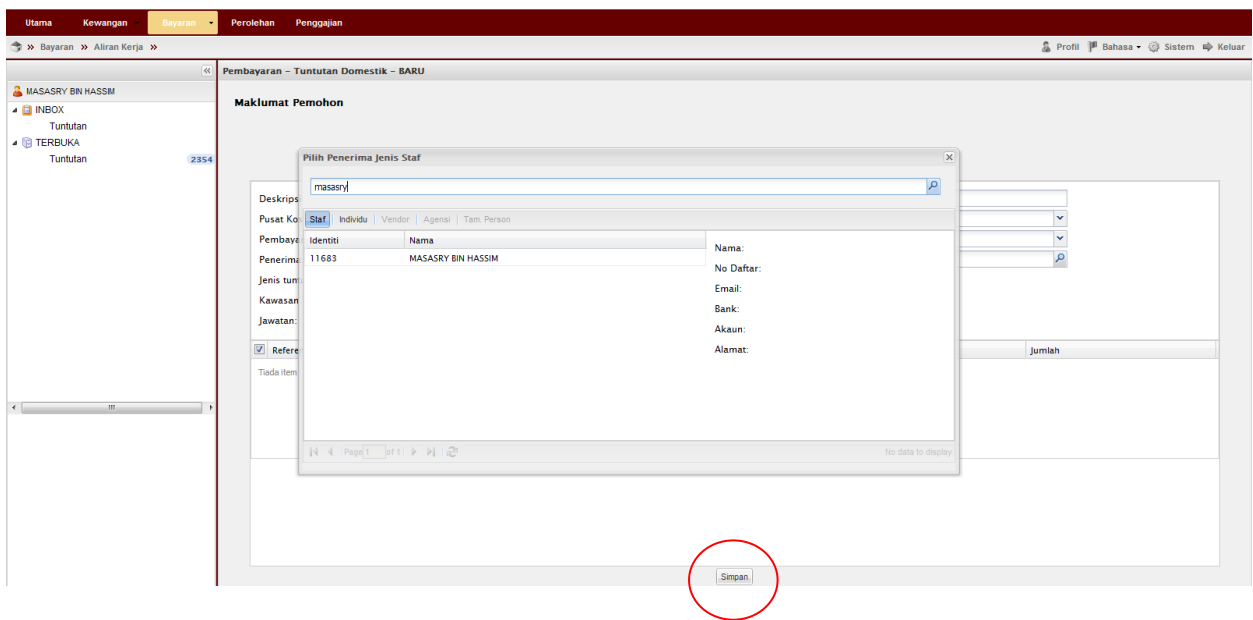 Utama Kewangan Bayaran Perolehan Penggajian
» Bayaran » Aliran Kerja » Profil Bahasa Sistem Keluar
« Pembayaran – Tuntutan Domestik – BARU
MASASRY BIN HASSIM
INBOX
Tuntutan
TERBUKA
Tuntutan 2354
Maklumat Pemohon
Pilih Penerima Jenis Staf
masasry
Staf Individu Vendor Agensi Tam. Person
Identiti Nama
11683 MASASRY BIN HASSIM
Nama:
No Daftar:
Email:
Bank:
Akaun:
Alamat:
Deskrips
Pusat Ko
Pembaya
Penerima
Jenis tun
Kawasan
Jawatan:
Refere Jumlah
Tiada item
Page 1 of 1 No data to display
Simpan